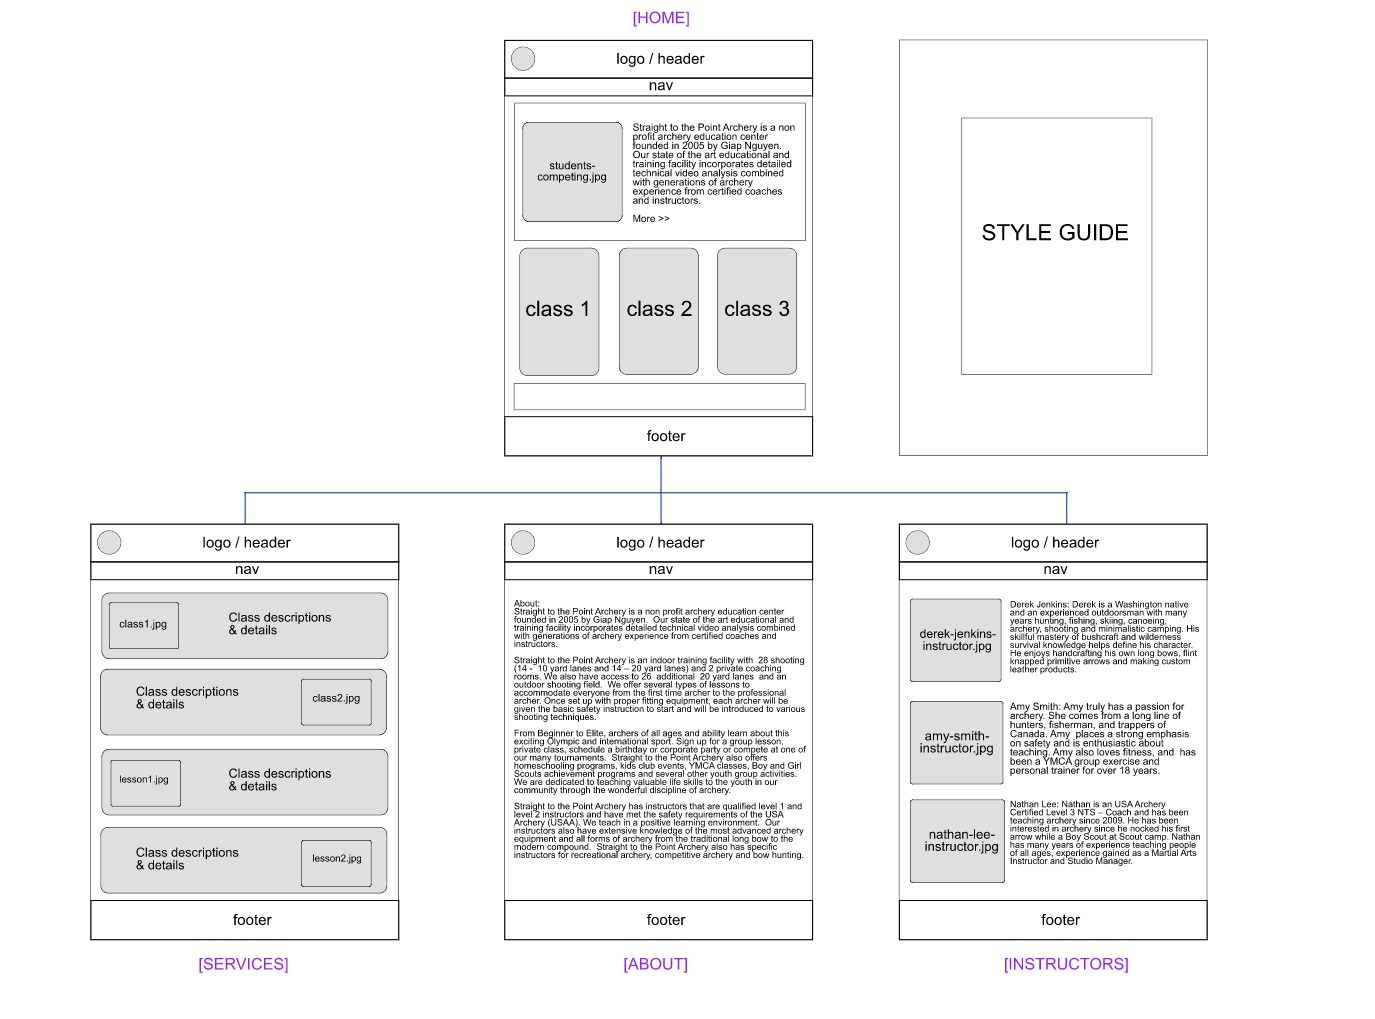 [HOME]
logo / header
nav
students-
competing.jpg
Straight to the Point Archery is a non
profit archery education center
founded in 2005 by Giap Nguyen.
Our state of the art educational and
training facility incorporates detailed
technical video analysis combined
with generations of archery
experience from certified coaches
and instructors.
More >>
class 1
class 2
class 3
footer
STYLE GUIDE
logo / header
nav
class1.jpg
Class descriptions
& details
Class descriptions
& details
class2.jpg
lesson1.jpg
Class descriptions
& details
Class descriptions
& details
lesson2.jpg
footer
[SERVICES]
logo / header
nav
About:
Straight to the Point Archery is a non profit archery education center
founded in 2005 by Giap Nguyen.  Our state of the art educational and
training facility incorporates detailed technical video analysis combined
with generations of archery experience from certified coaches and
instructors.
Straight to the Point Archery is an indoor training facility with  28 shooting
(14 -  10 yard lanes and 14 – 20 yard lanes) and 2 private coaching
rooms. We also have access to 26  additional  20 yard lanes  and an
outdoor shooting field.  We offer several types of lessons to
accommodate everyone from the first time archer to the professional
archer. Once set up with proper fitting equipment, each archer will be
given the basic safety instruction to start and will be introduced to various
shooting techniques.
From Beginner to Elite, archers of all ages and ability learn about this
exciting Olympic and international sport. Sign up for a group lesson,
private class, schedule a birthday or corporate party or compete at one of
our many tournaments.  Straight to the Point Archery also offers
homeschooling programs, kids club events, YMCA classes, Boy and Girl
Scouts achievement programs and several other youth group activities.
We are dedicated to teaching valuable life skills to the youth in our
community through the wonderful discipline of archery.
Straight to the Point Archery has instructors that are qualified level 1 and
level 2 instructors and have met the safety requirements of the USA
Archery (USAA). We teach in a positive learning environment.  Our
instructors also have extensive knowledge of the most advanced archery
equipment and all forms of archery from the traditional long bow to the
modern compound.  Straight to the Point Archery also has specific
instructors for recreational archery, competitive archery and bow hunting.
footer
[ABOUT]
logo / header
nav
derek-jenkins-
instructor.jpg
Derek Jenkins: Derek is a Washington native
and an experienced outdoorsman with many
years hunting, fishing, skiing, canoeing,
archery, shooting and minimalistic camping. His
skillful mastery of bushcraft and wilderness
survival knowledge helps define his character.
He enjoys handcrafting his own long bows, flint
knapped primitive arrows and making custom
leather products.
amy-smith-
instructor.jpg
Amy Smith: Amy truly has a passion for
archery. She comes from a long line of
hunters, fisherman, and trappers of
Canada. Amy  places a strong emphasis
on safety and is enthusiastic about
teaching. Amy also loves fitness, and  has
been a YMCA group exercise and
personal trainer for over 18 years.
nathan-lee-
instructor.jpg
Nathan Lee: Nathan is an USA Archery
Certified Level 3 NTS – Coach and has been
teaching archery since 2009. He has been
interested in archery since he nocked his first
arrow while a Boy Scout at Scout camp. Nathan
has many years of experience teaching people
of all ages, experience gained as a Martial Arts
Instructor and Studio Manager.
footer
[INSTRUCTORS]